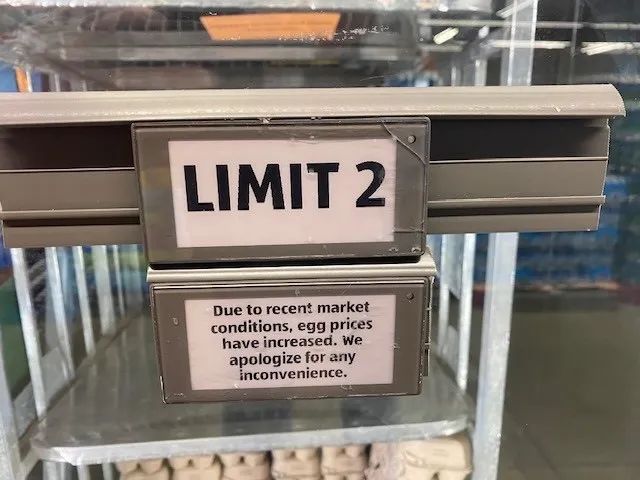 LIMIT 2
Due to recent market
conditions, egg prices
have increased. We
apologize for any
inconvenience.